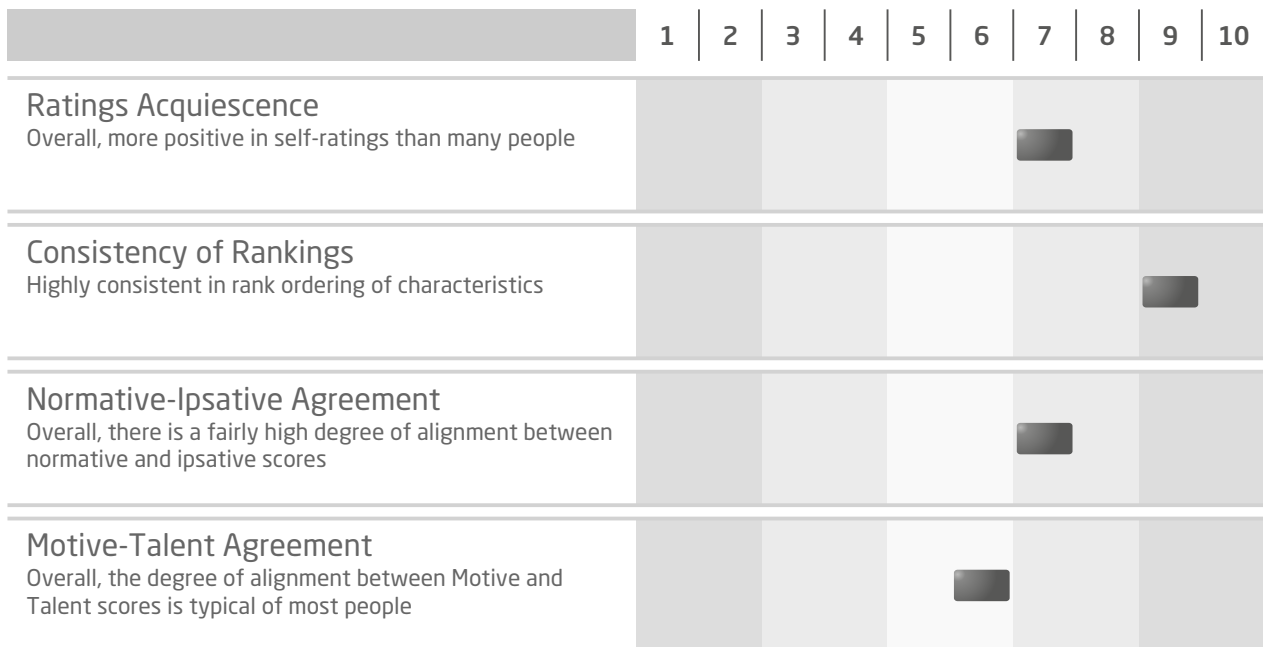 1 2 3 4 5 6 7 8 9 10
Ratings Acquiescence
Overall, more positive in self-ratings than many people
Consistency of Rankings
Highly consistent in rank ordering of characteristics
Normative-Ipsative Agreement
Overall, there is a fairly high degree of alignment between
normative and ipsative scores
Motive-Talent Agreement
Overall, the degree of alignment between Motive and
Talent scores is typical of most people